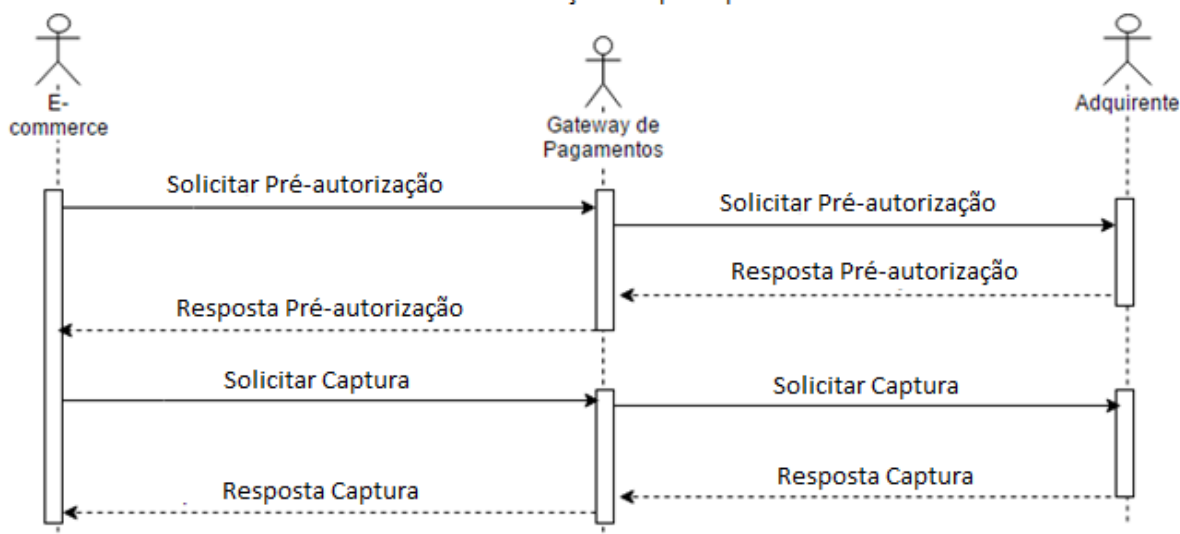 E-
commerce
Gateway de
Pagamentos
Adquirente
Solicitar Pré-autorização
Solicitar Pré-autorização
Resposta Pré-autorização
Resposta Pré-autorização
Solicitar Captura
Solicitar Captura
Resposta Captura
Resposta Captura